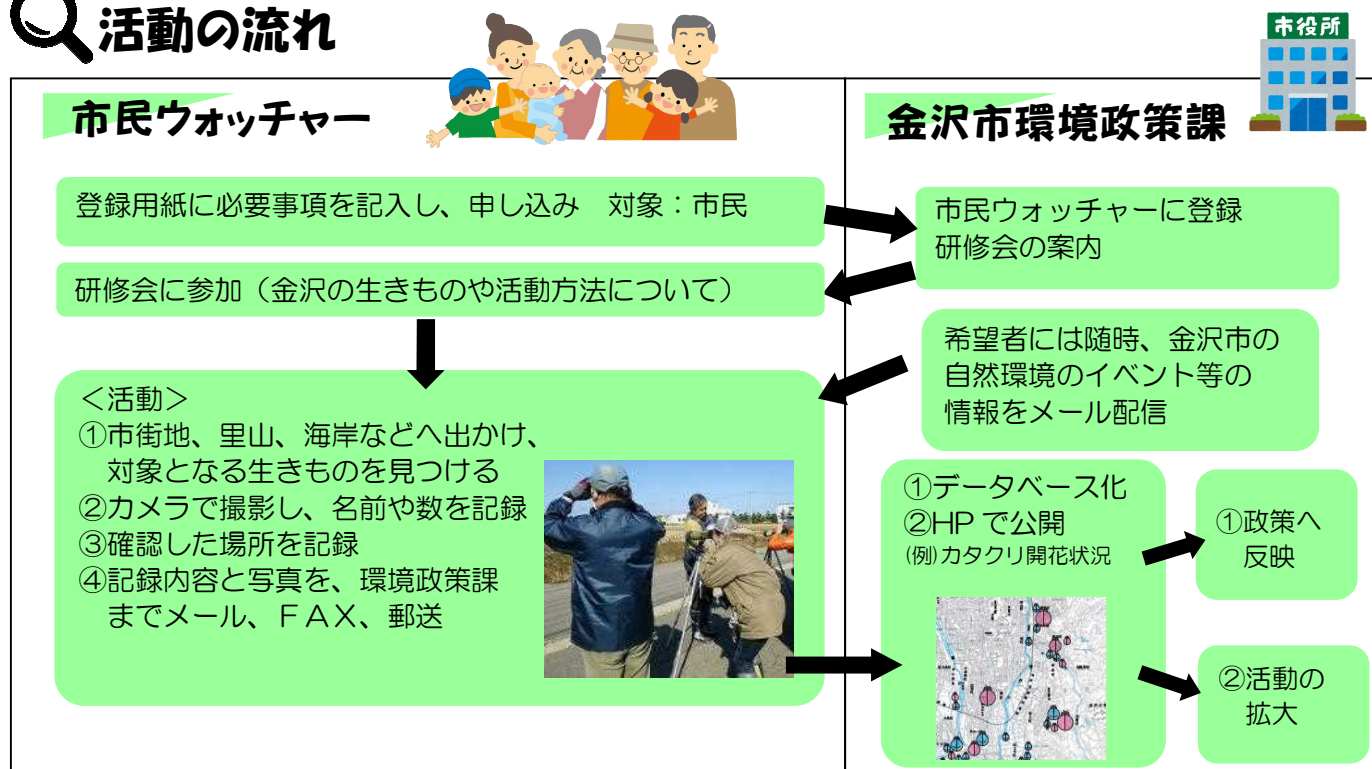 活動の流れ
市役所
市民ウォッチャー
金沢市環境政策課
登録用紙に必要事項を記入し、申し込み　対象：市民
市民ウォッチャーに登録
研修会の案内
研修会に参加（金沢の生きものや活動方法について）
希望者には随時、金沢市の
自然環境のイベント等の
情報をメール配信
＜活動＞
①市街地、里山、海岸などへ出かけ、
対象となる生きものを見つける
②カメラで撮影し、名前や数を記録
③確認した場所を記録
④記録内容と写真を、環境政策課
までメール、ＦＡＸ、郵送
①データベース化
②HPで公開
(例)カタクリ開花状況
①政策へ
反映
②活動の
拡大